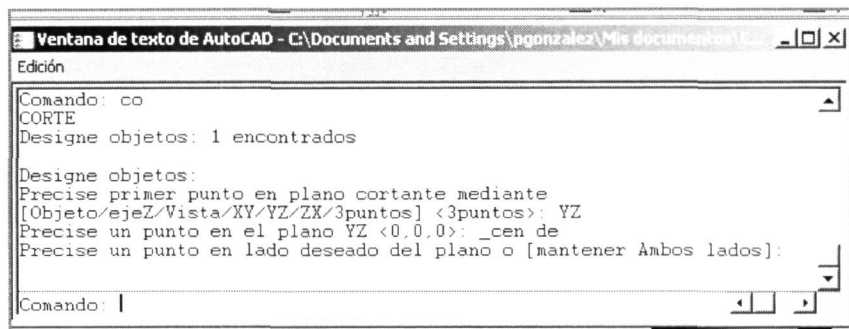 Ventana de texto de AutoCAD - C:\Documents and Settings\pgonzalez\Mis documentos\
Edición
Comando: co
CORTE
Designe objetos: 1 encontrados
Designe objetos:
Precise primer punto en plano cortante mediante
[Objeto/ejeZ/Vista/XY/YZ/ZX/3puntos] <3puntos>: YZ
Precise un punto en el plano YZ <0,0,0>: _cen de
Precise un punto en lado deseado del plano o [mantener Ambos lados]:
Comando: